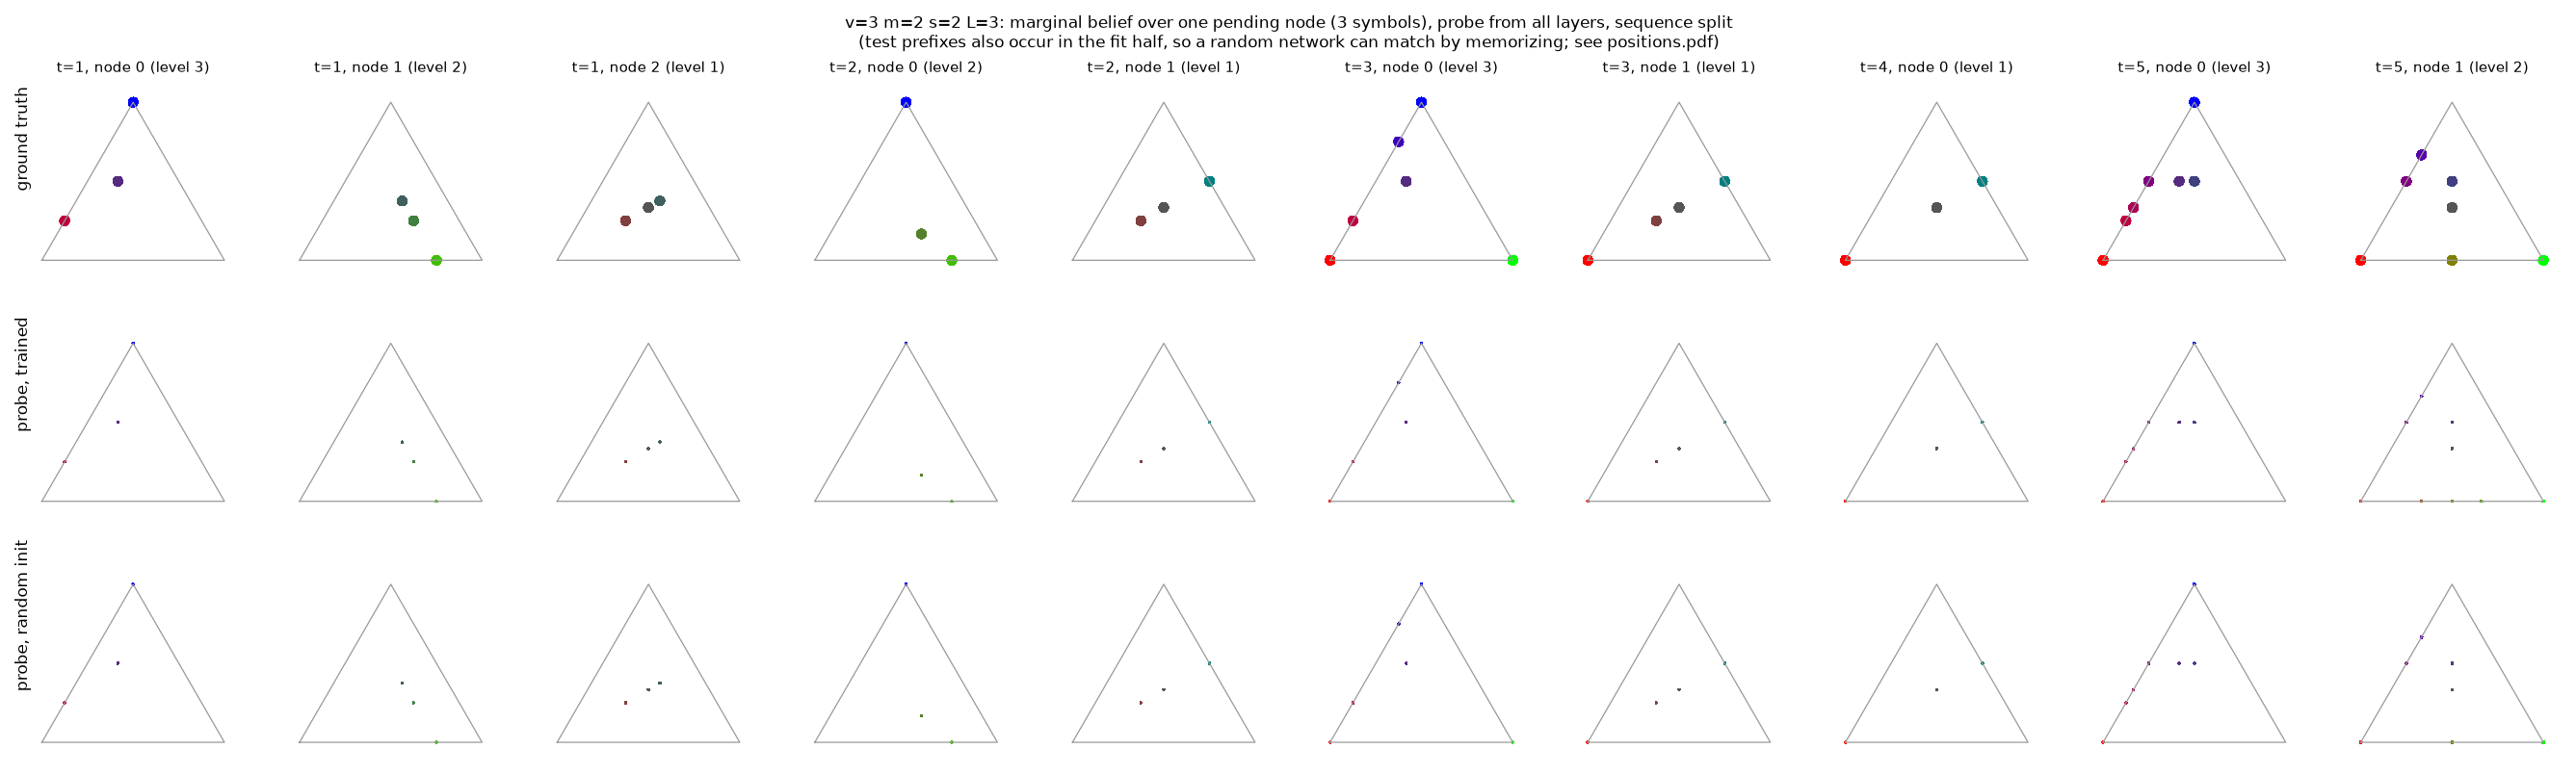 v=3 m=2 s=2 L=3: marginal belief over one pending node (3 symbols), probe from all layers, sequence split
(test prefixes also occur in the fit half, so a random network can match by memorizing; see positions.pdf)
t=1, node 0 (level 3)
t=1, node 1 (level 2)
t=1, node 2 (level 1)
t=2, node 0 (level 2)
t=2, node 1 (level 1)
t=3, node 0 (level 3)
t=3, node 1 (level 1)
t=4, node 0 (level 1)
t=5, node 0 (level 3)
t=5, node 1 (level 2)
ground truth
probe, trained
probe, random init